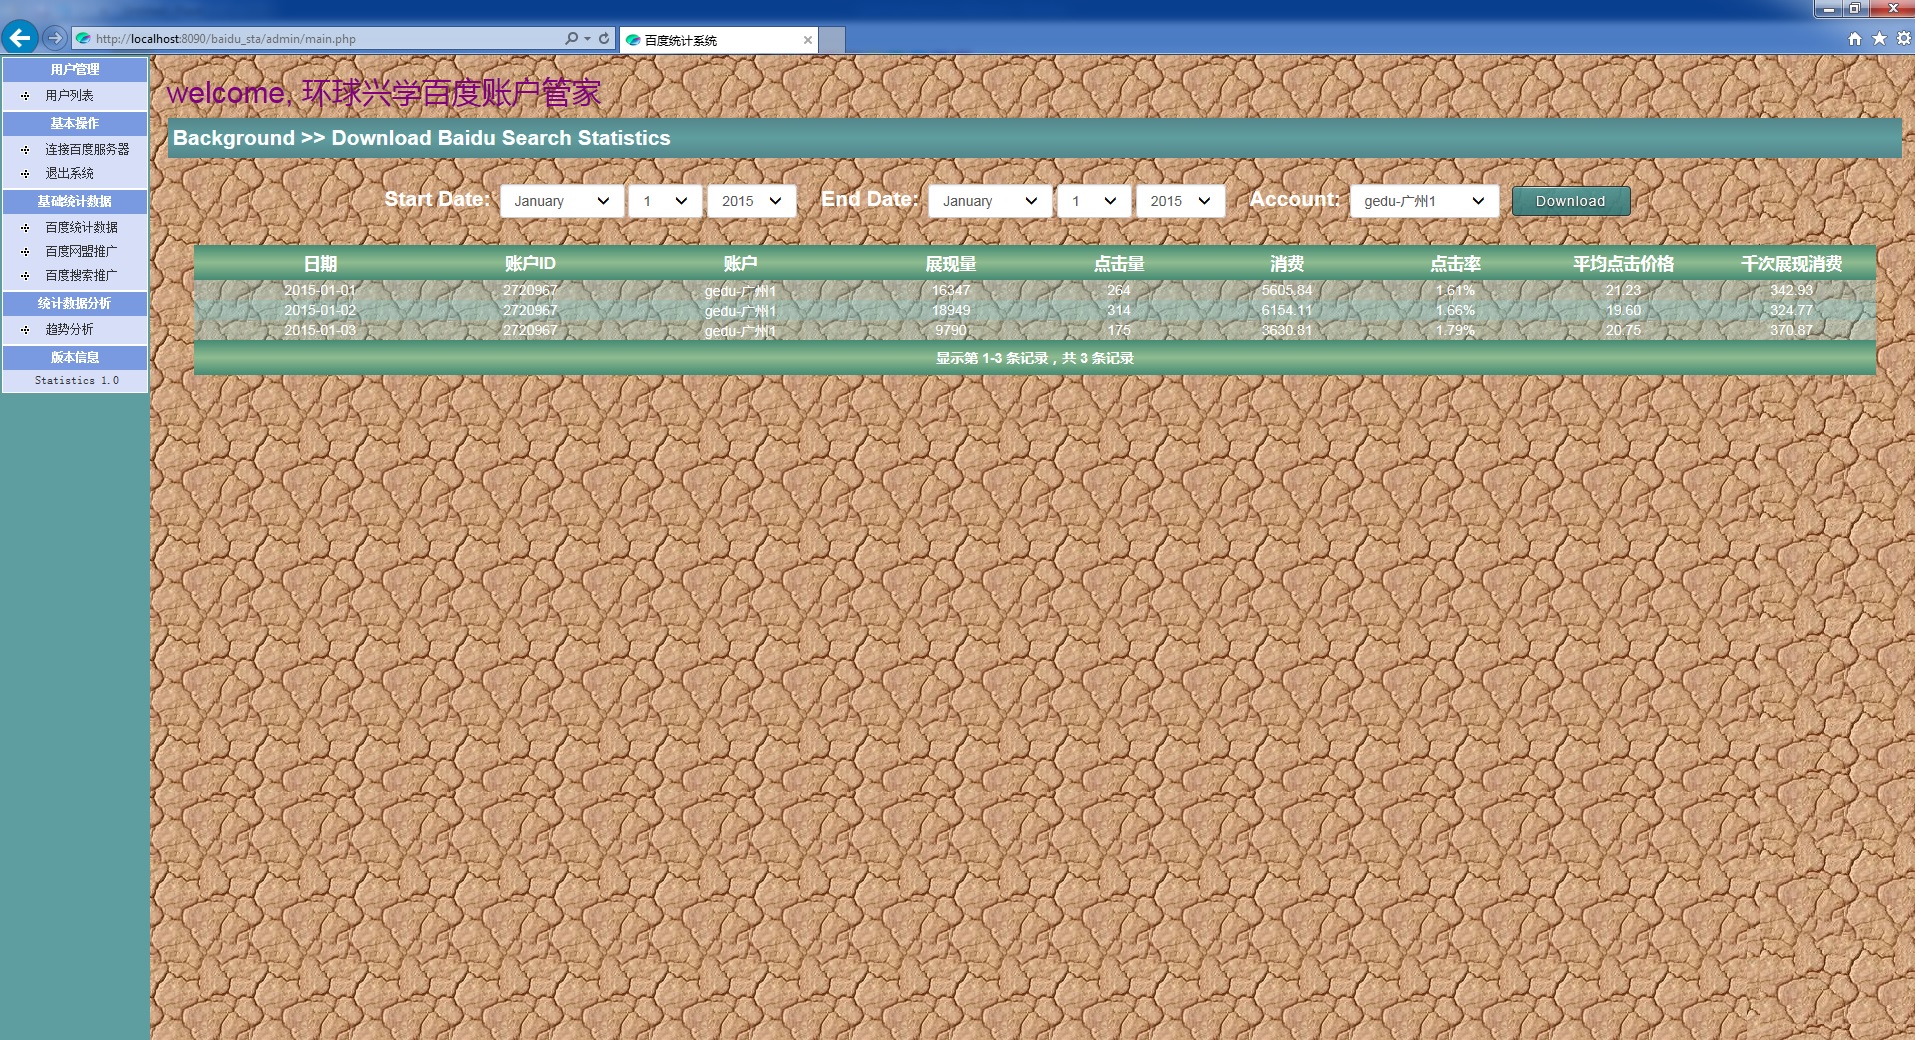 http://localhost:8090/baidu_sta/admin/main.php
百度统计系统
用户管理
用户列表
基本操作
连接百度服务器
退出系统
基础统计数据
百度统计数据
百度网盟推广
百度搜索推广
统计数据分析
趋势分析
版本信息
Statistics 1.0
welcome, 环球兴学百度账户管家
Background >> Download Baidu Search Statistics
Start Date: January 1 2015 End Date: January 1 2015 Account: gedu-广州1 Download
日期 账户ID 账户 展现量 点击量 消费 点击率 平均点击价格 千次展现消费
2015-01-01 2720967 gedu-广州1 16347 264 5605.84 1.61% 21.23 342.93
2015-01-02 2720967 gedu-广州1 18949 314 6154.11 1.66% 19.60 324.77
2015-01-03 2720967 gedu-广州1 9790 175 3630.81 1.79% 20.75 370.87
显示第 1-3 条记录，共 3 条记录